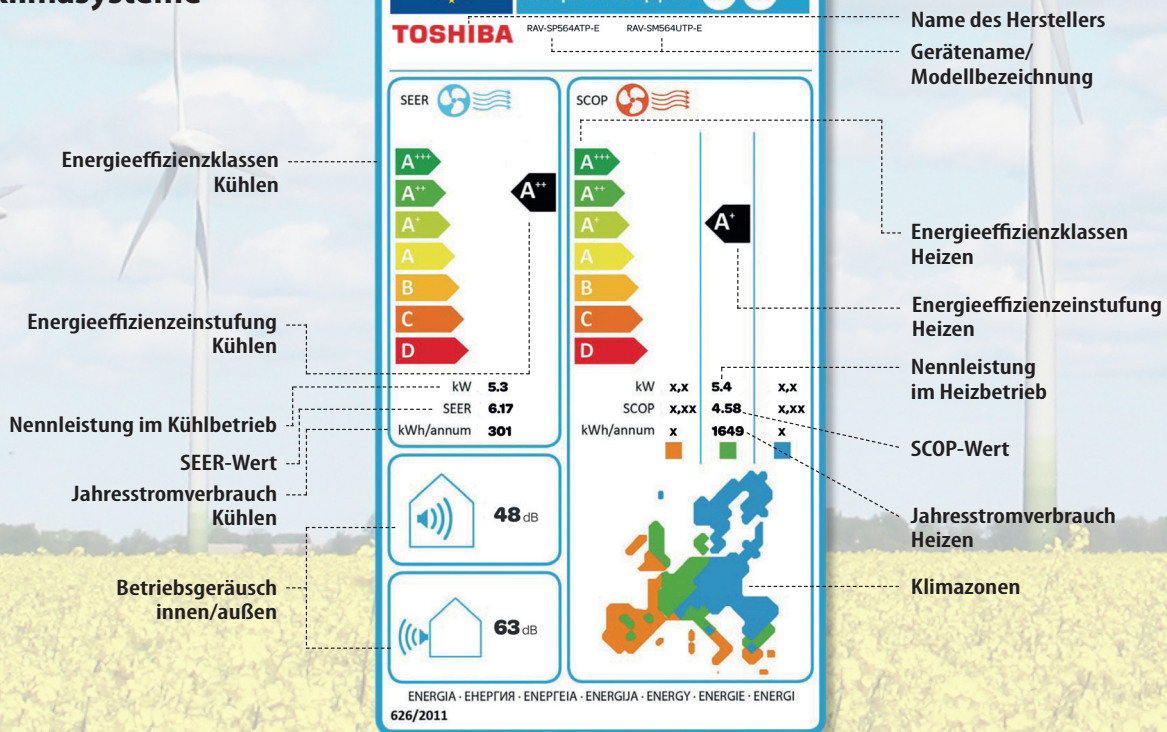 TOSHIBA
RAV-SP564ATP-E RAV-SM564UTP-E
Name des Herstellers
Gerätename/
Modellbezeichnung
SEER
SCOP
Energieeffizienzklassen
Kühlen
A+++
A++
A+
A
B
C
D
A++
A+++
A++
A+
A
B
C
D
A+
Energieeffizienzklassen
Heizen
Energieeffizienzeinstufung
Kühlen
Energieeffizienzeinstufung
Heizen
kW 5.3
SEER 6.17
kWh/annum 301
kW x,x 5.4 x,x
SCOP x,xx 4.58 x,xx
kWh/annum x 1649 x
Nennleistung
im Heizbetrieb
Nennleistung im Kühlbetrieb
SEER-Wert
SCOP-Wert
Jahresstromverbrauch
Kühlen
48 dB
Jahresstromverbrauch
Heizen
Betriebsgeräusch
innen/außen
63 dB
Klimazonen
ENERGIA · ЕНЕРГИЯ · ΕΝΕΡΓΕΙΑ · ENERGIJA · ENERGY · ENERGIE · ENERGI
626/2011